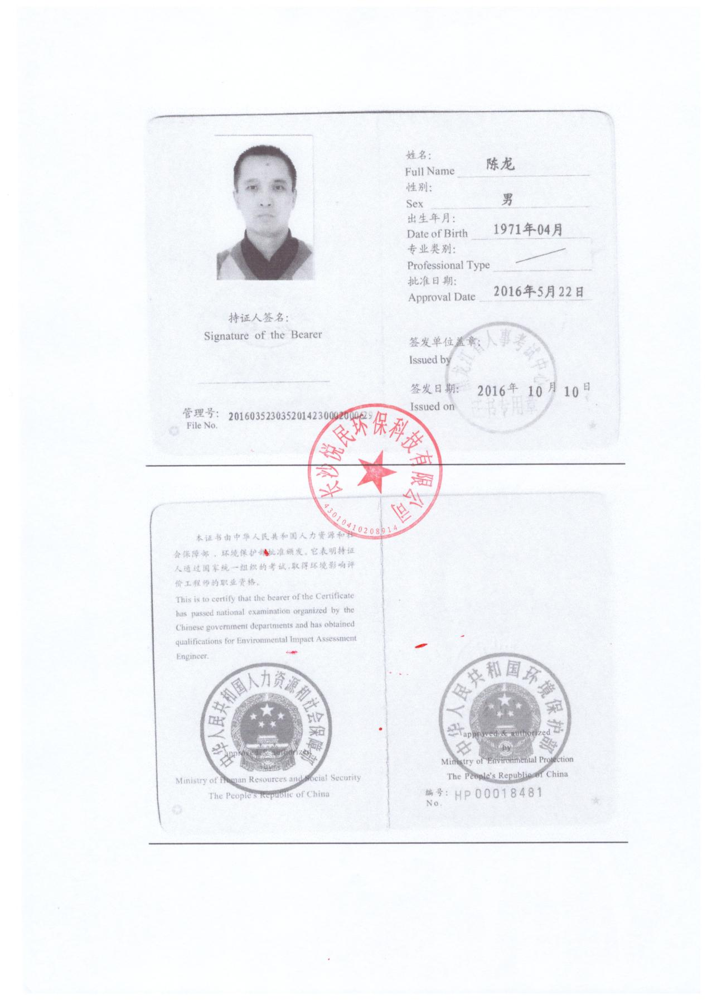 姓名:
Full Name 陈龙
性别:
Sex 男
出生年月:
Date of Birth 1971年04月
专业类别:
Professional Type
批准日期:
Approval Date 2016年5月22日
持证人签名:
Signature of the Bearer
签发单位盖章:
Issued by
黑龙江省人事考试中心
证书专用章
签发日期: 2016年 10月 10日
Issued on
管理号: 2016035230352014230002000629
File No.
长沙悦民环保科技有限公司
43010410208914
本证书由中华人民共和国人力资源和社
会保障部、环境保护部批准颁发。它表明持证
人通过国家统一组织的考试,取得环境影响评
价工程师的职业资格。
This is to certify that the bearer of the Certificate
has passed national examination organized by the
Chinese government departments and has obtained
qualifications for Environmental Impact Assessment
Engineer.
中华人民共和国人力资源和社会保障部
approved & authorized
Ministry of Human Resources and Social Security
The People's Republic of China
中华人民共和国环境保护部
approved & authorized
by
Ministry of Environmental Protection
The People's Republic of China
编号: HP00018481
No.